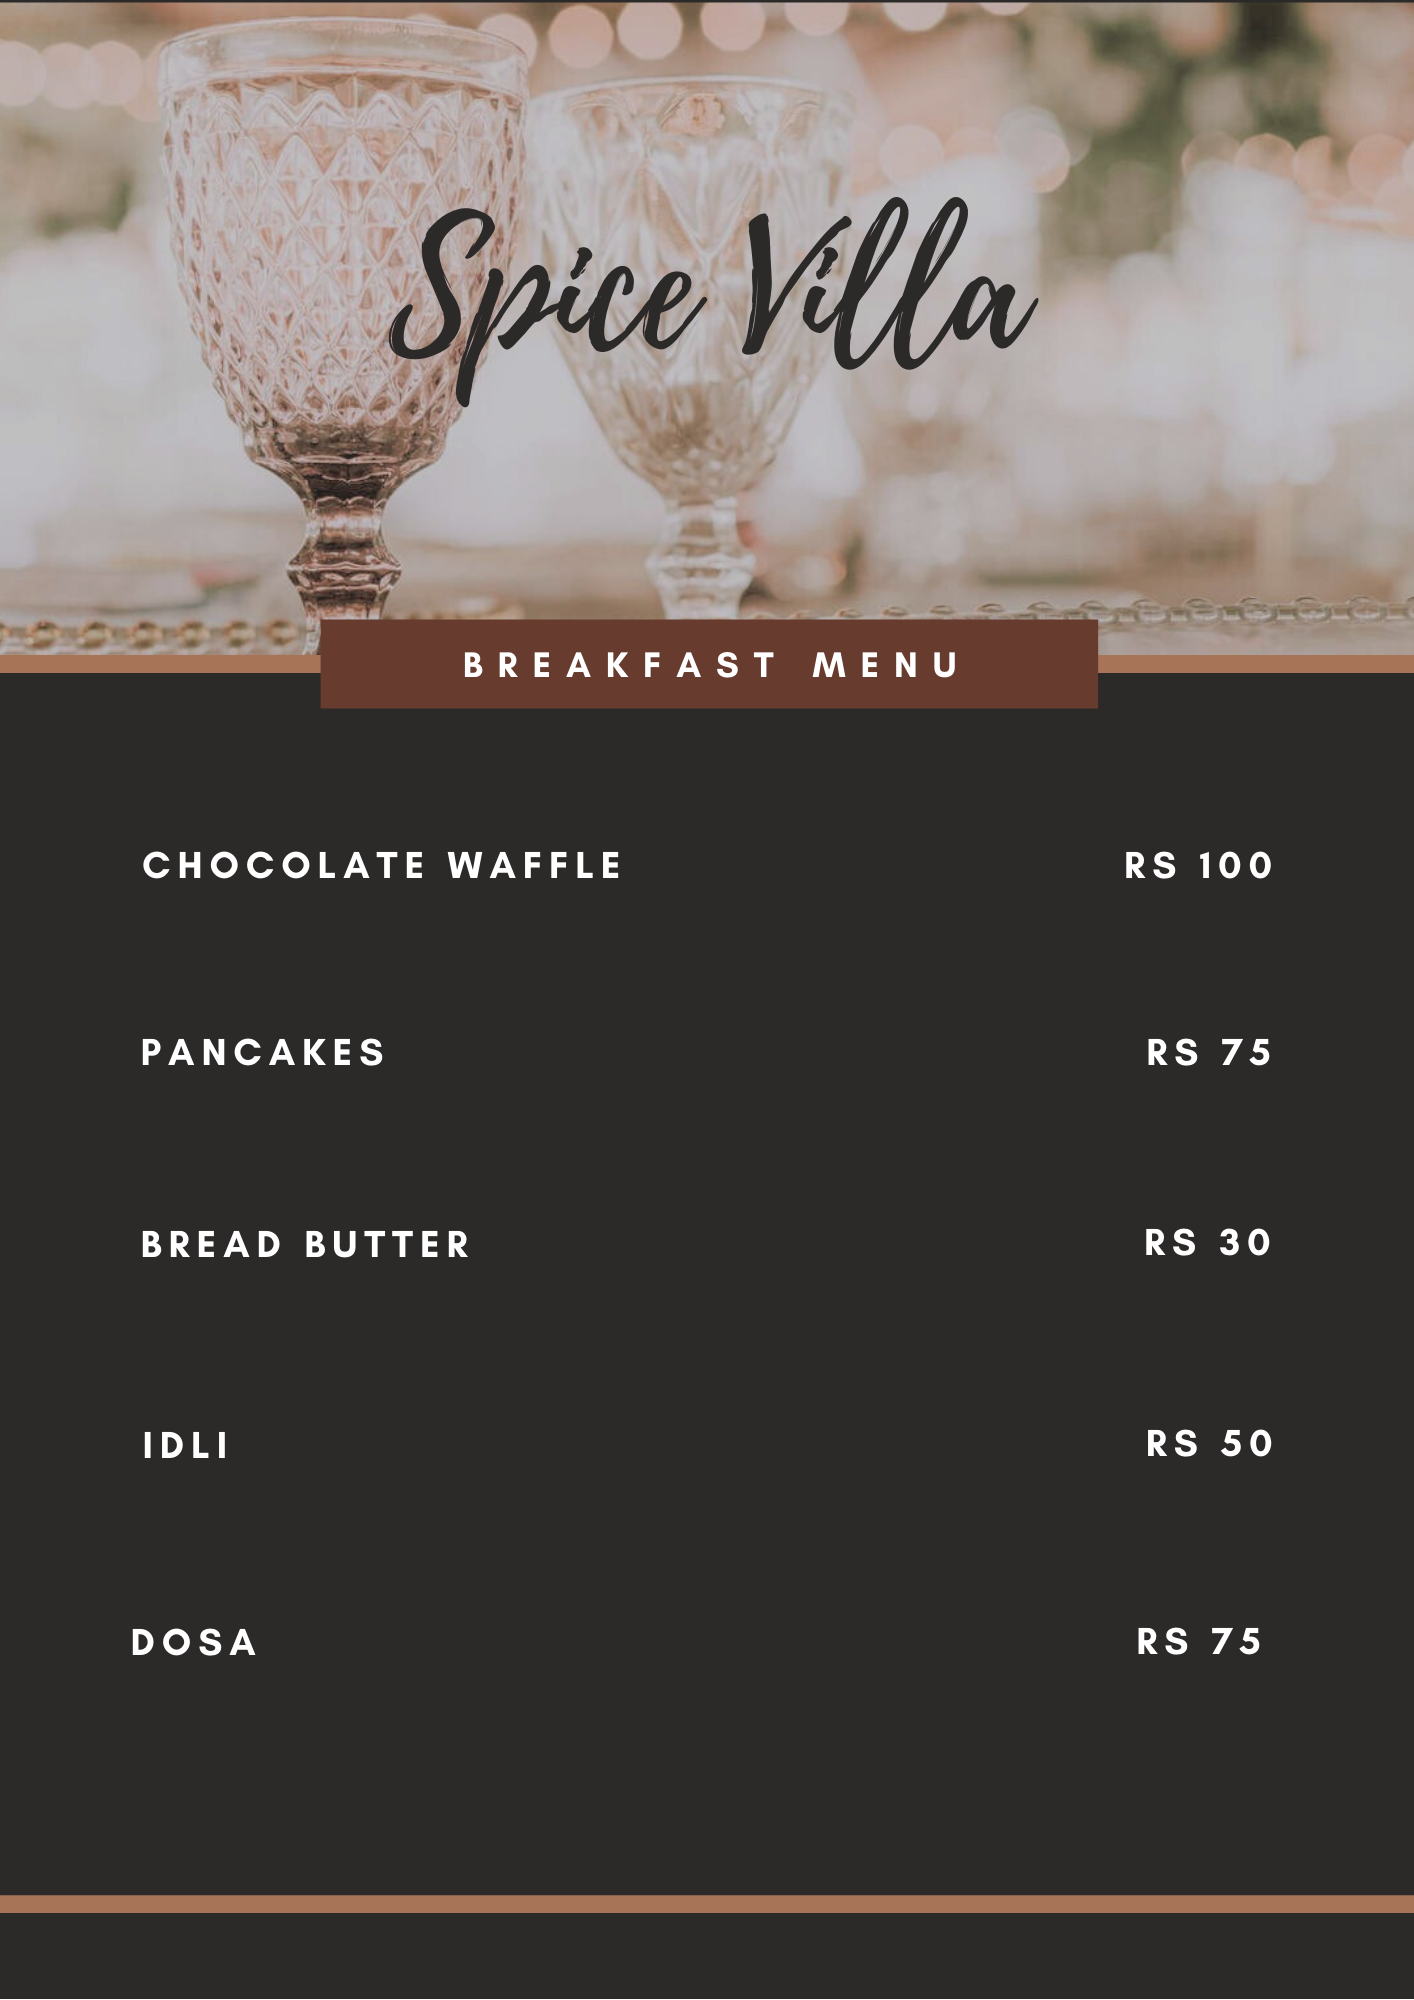 Spice Villa
BREAKFAST MENU
CHOCOLATE WAFFLE RS 100
PANCAKES RS 75
BREAD BUTTER RS 30
IDLI RS 50
DOSA RS 75